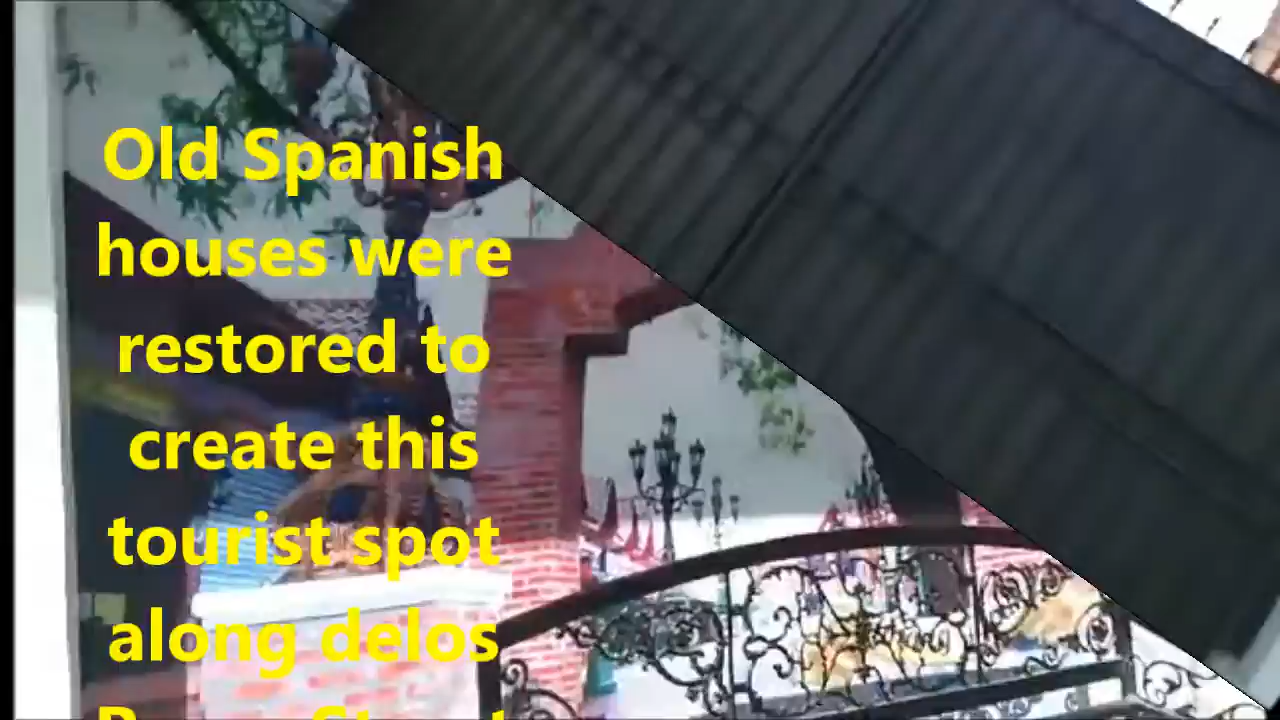 Old Spanish
houses were
restored to
create this
tourist spot
along delos